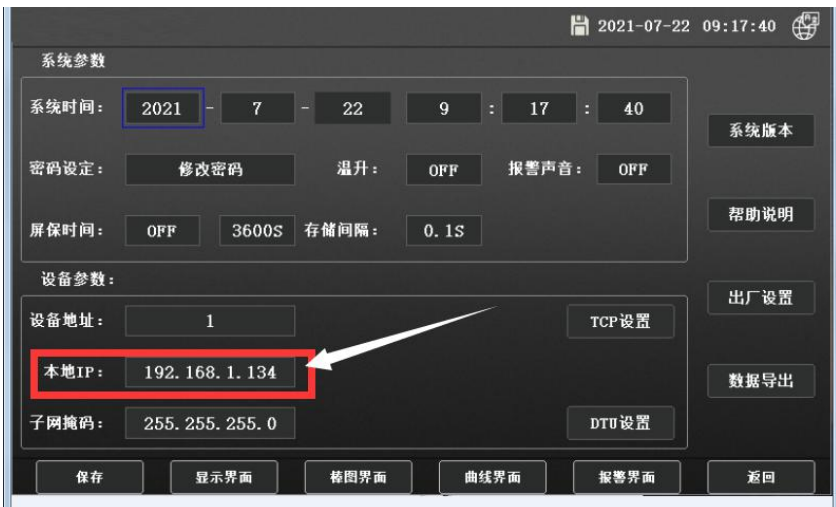 2021-07-22 09:17:40
系统参数
系统时间： 2021 - 7 - 22 9 : 17 : 40
系统版本
密码设定： 修改密码 温升： OFF 报警声音： OFF
帮助说明
屏保时间： OFF 3600S 存储间隔： 0.1S
设备参数：
出厂设置
设备地址： 1 TCP设置
本地IP： 192.168.1.134
数据导出
子网掩码： 255.255.255.0 DTU设置
保存 显示界面 棒图界面 曲线界面 报警界面 返回